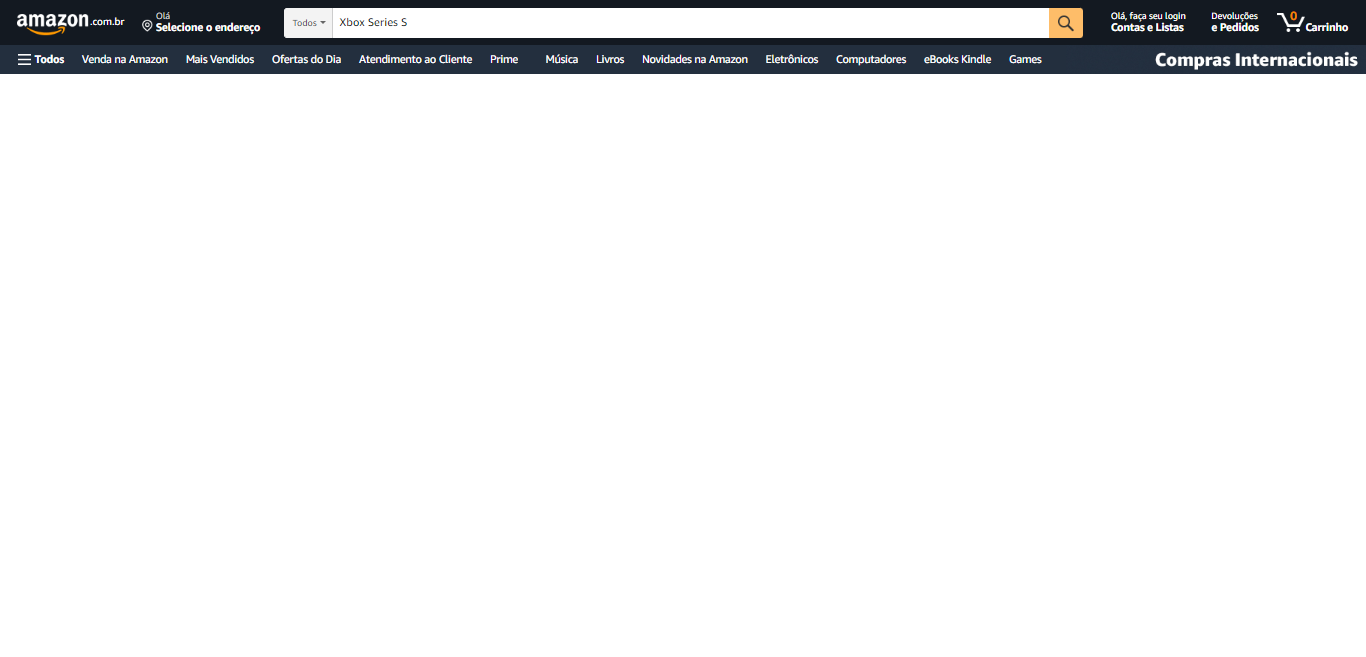 amazon.com.br
Olá
Selecione o endereço
Todos
Xbox Series S
Olá, faça seu login
Contas e Listas
Devoluções
e Pedidos
0
Carrinho
Todos
Venda na Amazon
Mais Vendidos
Ofertas do Dia
Atendimento ao Cliente
Prime
Música
Livros
Novidades na Amazon
Eletrônicos
Computadores
eBooks Kindle
Games
Compras Internacionais